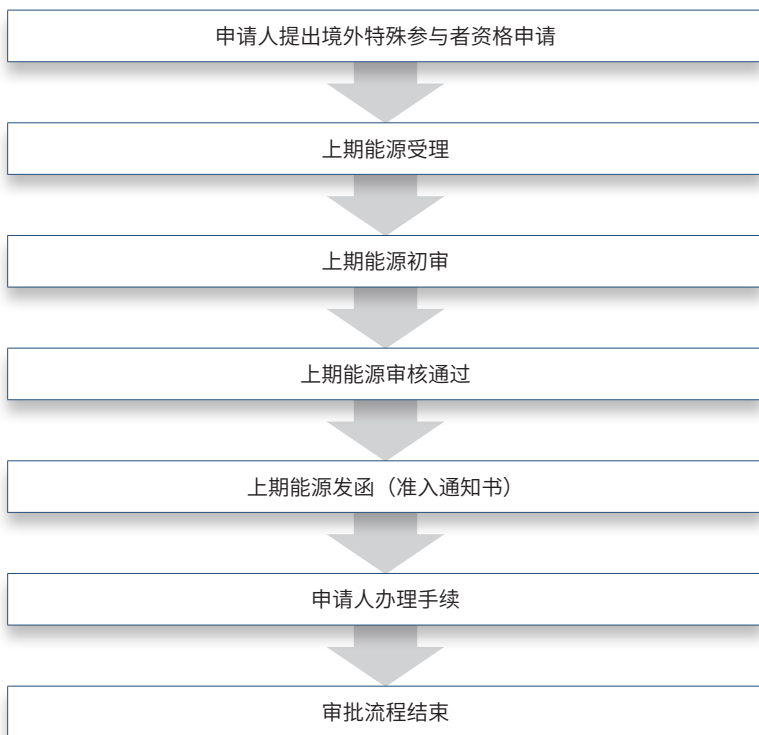 申请人提出境外特殊参与者资格申请
上期能源受理
上期能源初审
上期能源审核通过
上期能源发函（准入通知书）
申请人办理手续
审批流程结束